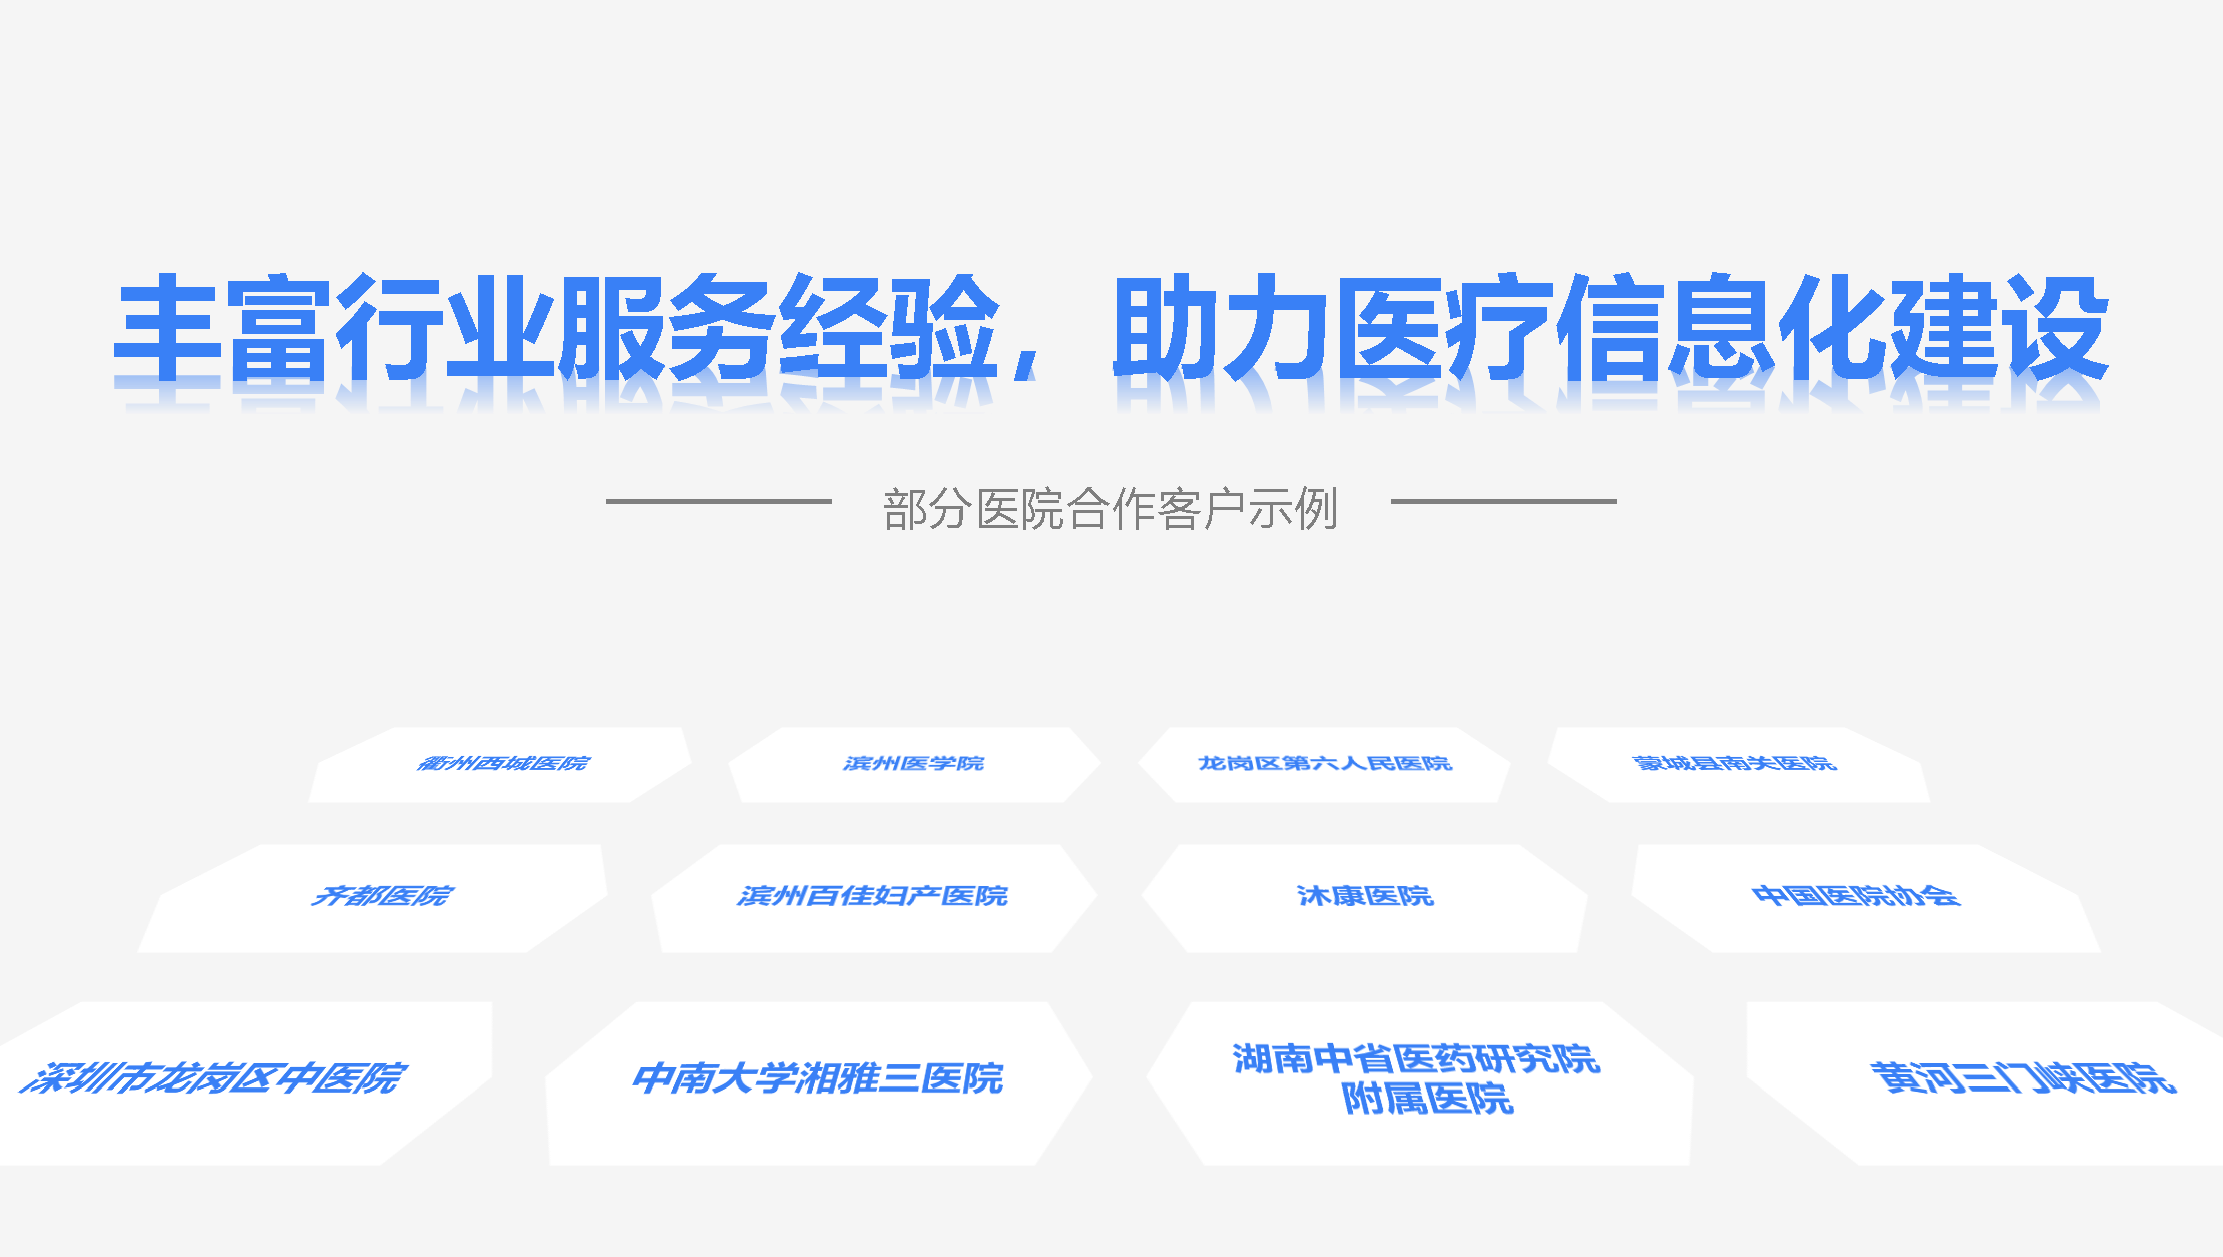 丰富行业服务经验，助力医疗信息化建设
部分医院合作客户示例
衢州西城医院
滨州医学院
龙岗区第六人民医院
蒙城县南关医院
齐都医院
滨州百佳妇产医院
沐康医院
中国医院协会
深圳市龙岗区中医院
中南大学湘雅三医院
湖南中省医药研究院
附属医院
黄河三门峡医院